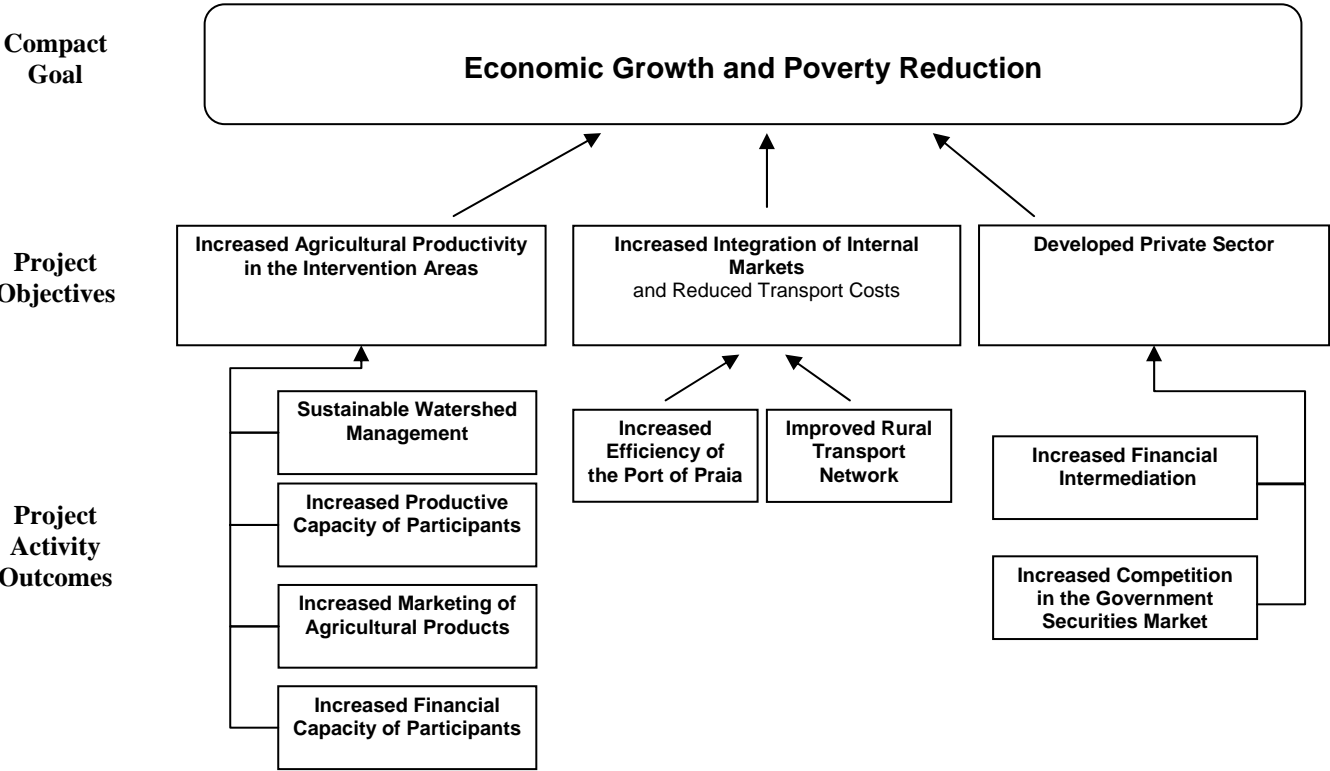 Compact
Goal
Economic Growth and Poverty Reduction
Project
Objectives
Increased Agricultural Productivity
in the Intervention Areas
Increased Integration of Internal
Markets
and Reduced Transport Costs
Developed Private Sector
Project
Activity
Outcomes
Sustainable Watershed
Management
Increased Productive
Capacity of Participants
Increased Marketing of
Agricultural Products
Increased Financial
Capacity of Participants
Increased
Efficiency of
the Port of Praia
Improved Rural
Transport
Network
Increased Financial
Intermediation
Increased Competition
in the Government
Securities Market